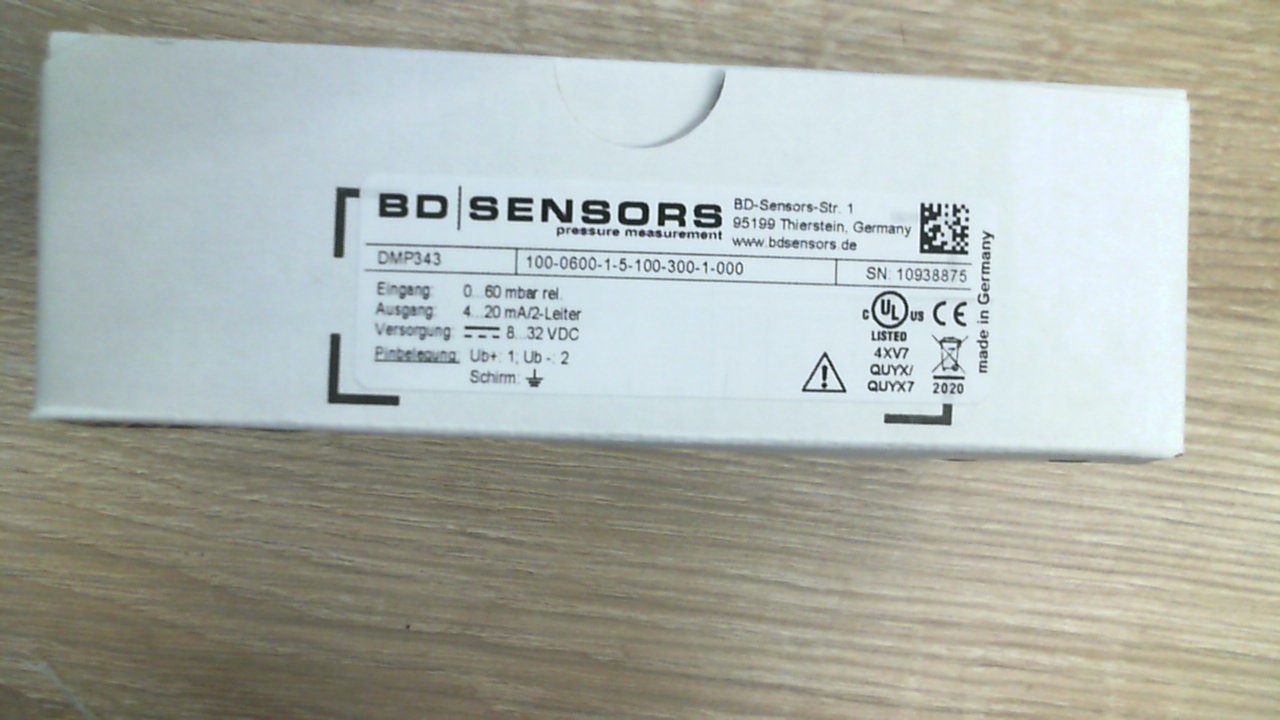 BD SENSORS
pressure measurement
BD-Sensors-Str. 1
95199 Thierstein, Germany
www.bdsensors.de
DMP343
100-0600-1-5-100-300-1-000
SN: 10938875
Eingang: 0...60 mbar rel.
Ausgang: 4...20 mA/2-Leiter
Versorgung: 8...32 VDC
Pinbelegung: Ub+: 1; Ub -: 2
Schirm:
C UL US
LISTED
4XV7
QUYX/
QUYX7
CE
2020
made in Germany